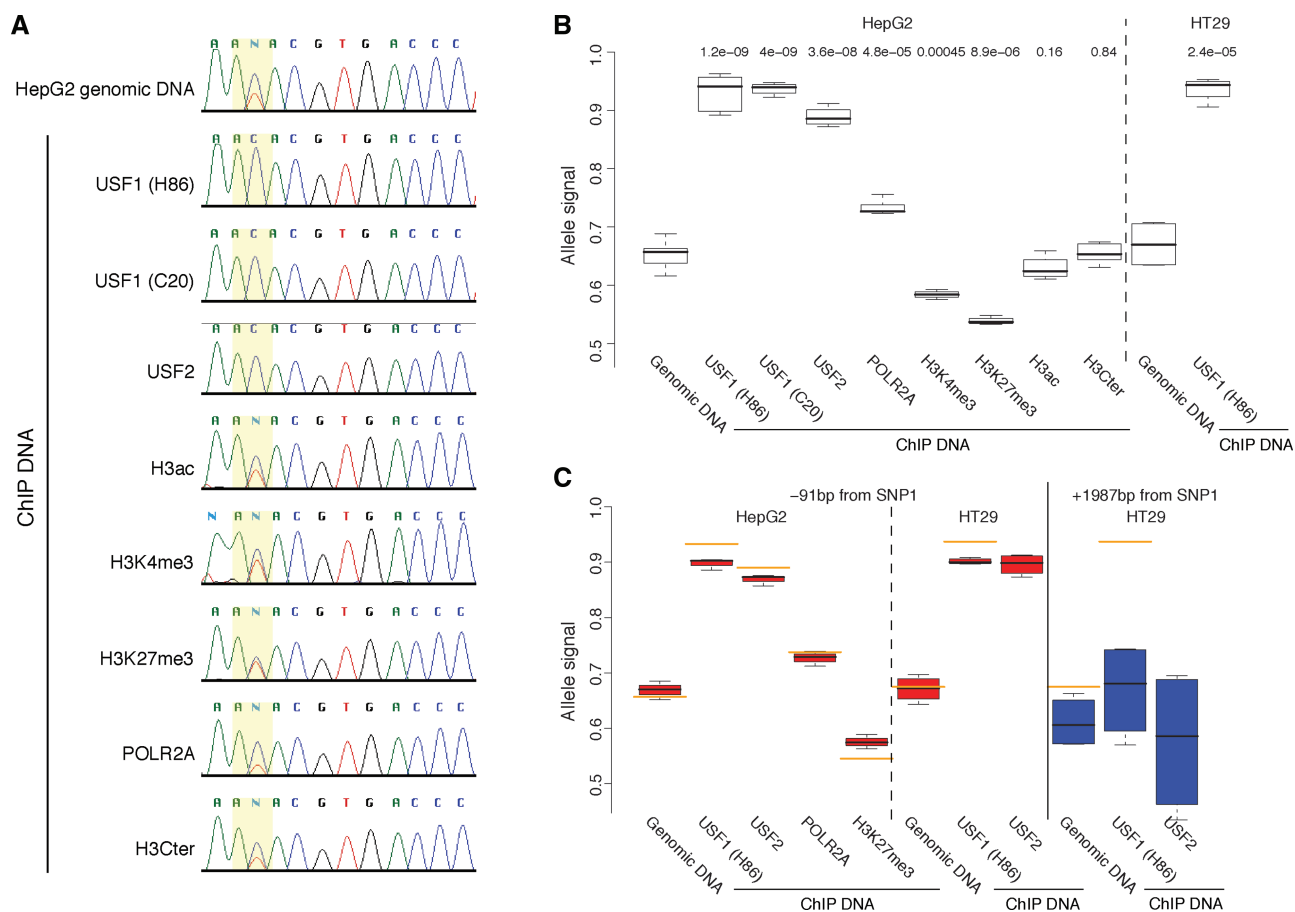 A
A A N A C G T G A C C C
HepG2 genomic DNA
A A C A C G T G A C C C
USF1 (H86)
A A C A C G T G A C C C
USF1 (C20)
A A C A C G T G A C C C
USF2
A A N A C G T G A C C C
H3ac
N A N A C G T G A C C C
H3K4me3
A A N A C G T G A C C C
H3K27me3
A A N A C G T G A C C C
POLR2A
A A N A C G T G A C C C
H3Cter
ChIP DNA
B
HepG2 HT29
1.2e−09 4e−09 3.6e−08 4.8e−05 0.00045 8.9e−06 0.16 0.84 2.4e−05
Allele signal
1.0
0.9
0.8
0.7
0.6
0.5
Genomic DNA
USF1 (H86)
USF1 (C20)
USF2
POLR2A
H3K4me3
H3K27me3
H3ac
H3Cter
Genomic DNA
USF1 (H86)
ChIP DNA ChIP DNA
C
−91bp from SNP1 +1987bp from SNP1
HepG2 HT29 HT29
Allele signal
1.0
0.9
0.8
0.7
0.6
0.5
Genomic DNA
USF1 (H86)
USF2
POLR2A
H3K27me3
Genomic DNA
USF1 (H86)
USF2
Genomic DNA
USF1 (H86)
USF2
ChIP DNA ChIP DNA ChIP DNA